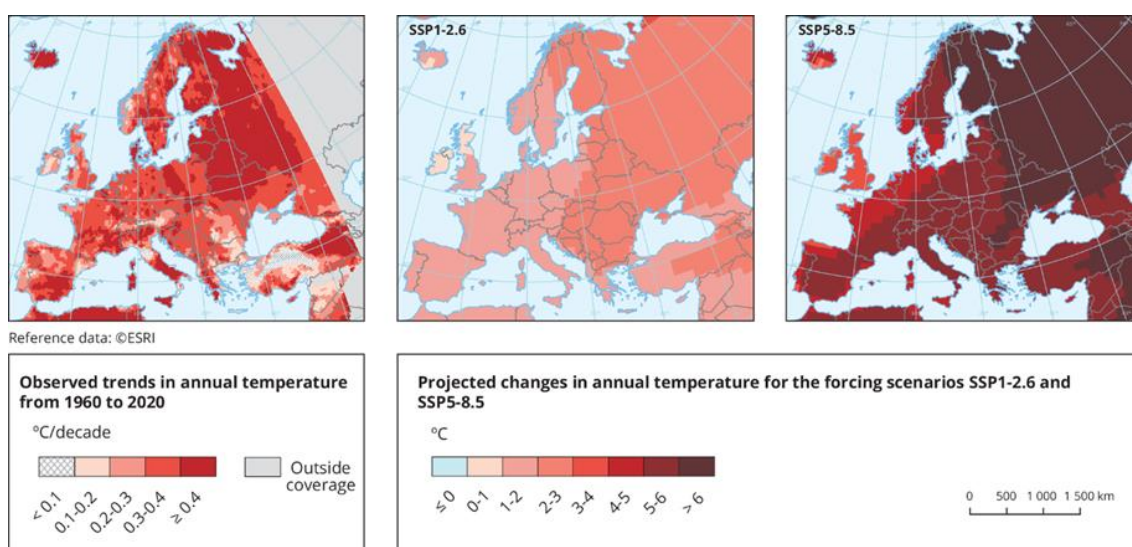 SSP1-2.6
SSP5-8.5
Reference data: ©ESRI
Observed trends in annual temperature
from 1960 to 2020
ºC/decade
< 0.1
0.1-0.2
0.2-0.3
0.3-0.4
≥ 0.4
Outside
coverage
Projected changes in annual temperature for the forcing scenarios SSP1-2.6 and
SSP5-8.5
ºC
≤ 0
0-1
1-2
2-3
3-4
4-5
5-6
> 6
0 500 1 000 1 500 km